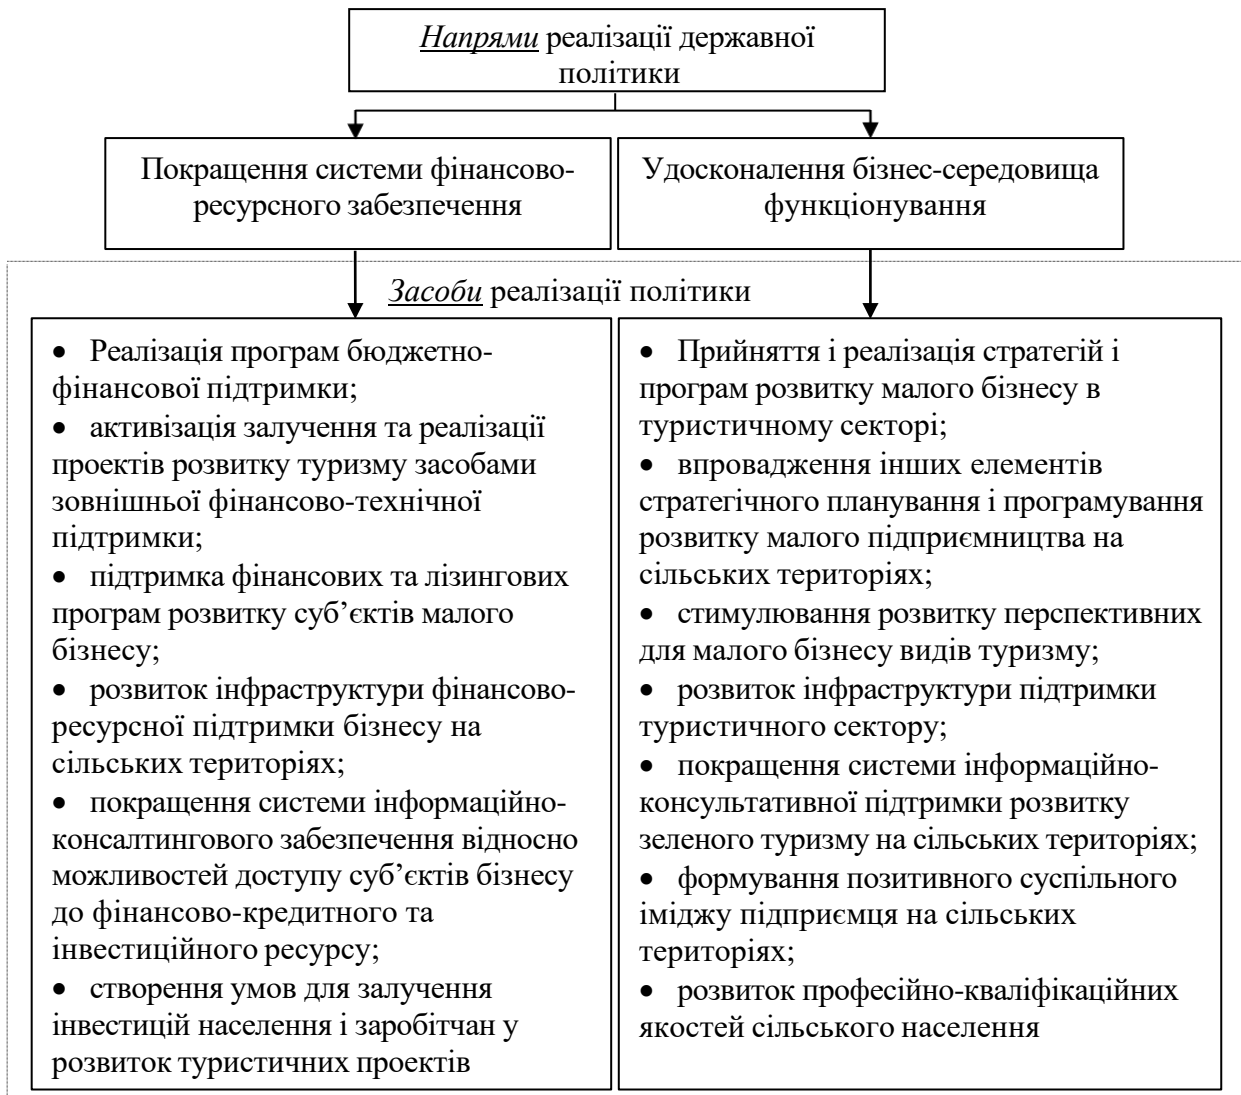 Напрями реалізації державної
політики
Покращення системи фінансово-
ресурсного забезпечення
Удосконалення бізнес-середовища
функціонування
Засоби реалізації політики
• Реалізація програм бюджетно-
фінансової підтримки;
• активізація залучення та реалізації
проектів розвитку туризму засобами
зовнішньої фінансово-технічної
підтримки;
• підтримка фінансових та лізингових
програм розвитку суб’єктів малого
бізнесу;
• розвиток інфраструктури фінансово-
ресурсної підтримки бізнесу на
сільських територіях;
• покращення системи інформаційно-
консалтингового забезпечення відносно
можливостей доступу суб’єктів бізнесу
до фінансово-кредитного та
інвестиційного ресурсу;
• створення умов для залучення
інвестицій населення і заробітчан у
розвиток туристичних проектів
• Прийняття і реалізація стратегій і
програм розвитку малого бізнесу в
туристичному секторі;
• впровадження інших елементів
стратегічного планування і програмування
розвитку малого підприємництва на
сільських територіях;
• стимулювання розвитку перспективних
для малого бізнесу видів туризму;
• розвиток інфраструктури підтримки
туристичного сектору;
• покращення системи інформаційно-
консультативної підтримки розвитку
зеленого туризму на сільських територіях;
• формування позитивного суспільного
іміджу підприємця на сільських
територіях;
• розвиток професійно-кваліфікаційних
якостей сільського населення